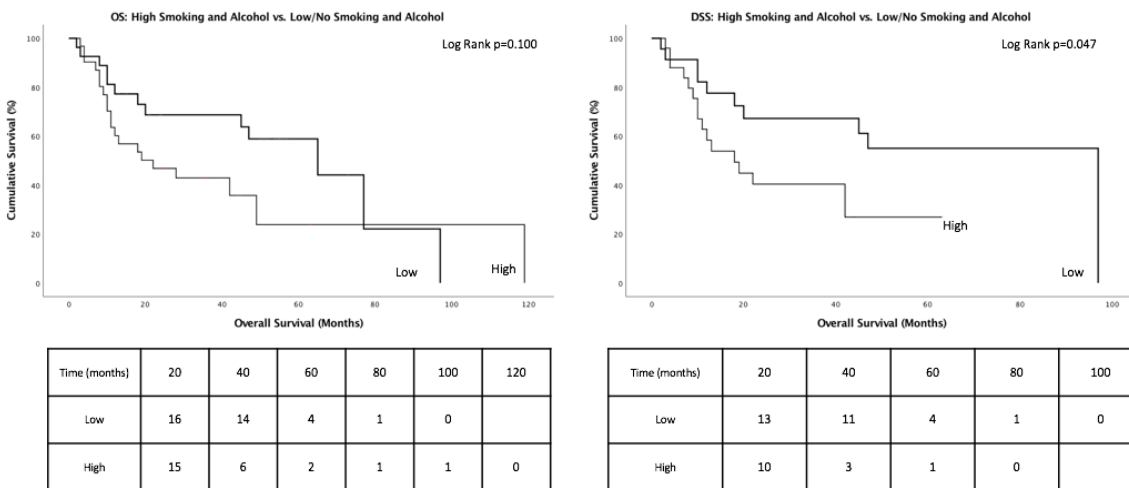 OS: High Smoking and Alcohol vs. Low/No Smoking and Alcohol
Log Rank p=0.100
Cumulative Survival (%)
100
80
60
40
20
0
Low
High
0 20 40 60 80 100 120
Overall Survival (Months)
Time (months) 20 40 60 80 100 120
Low 16 14 4 1 0
High 15 6 2 1 1 0
DSS: High Smoking and Alcohol vs. Low/No Smoking and Alcohol
Log Rank p=0.047
Cumulative Survival (%)
100
80
60
40
20
0
High
Low
0 20 40 60 80 100
Overall Survival (Months)
Time (months) 20 40 60 80 100
Low 13 11 4 1 0
High 10 3 1 0